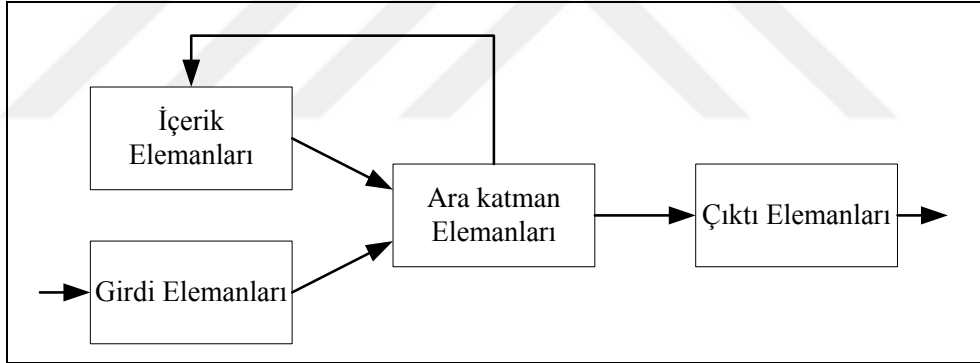 İçerik
Elemanları
Ara katman
Elemanları
Çıktı Elemanları
Girdi Elemanları